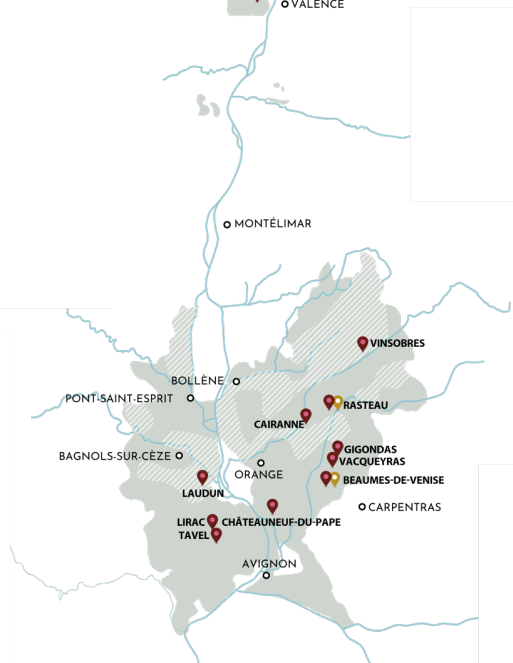 VALENCE
MONTÉLIMAR
VINSOBRES
BOLLÈNE
PONT-SAINT-ESPRIT
RASTEAU
CAIRANNE
GIGONDAS
BAGNOLS-SUR-CÈZE
VACQUEYRAS
ORANGE
BEAUMES-DE-VENISE
LAUDUN
CARPENTRAS
LIRAC
CHÂTEAUNEUF-DU-PAPE
TAVEL
AVIGNON